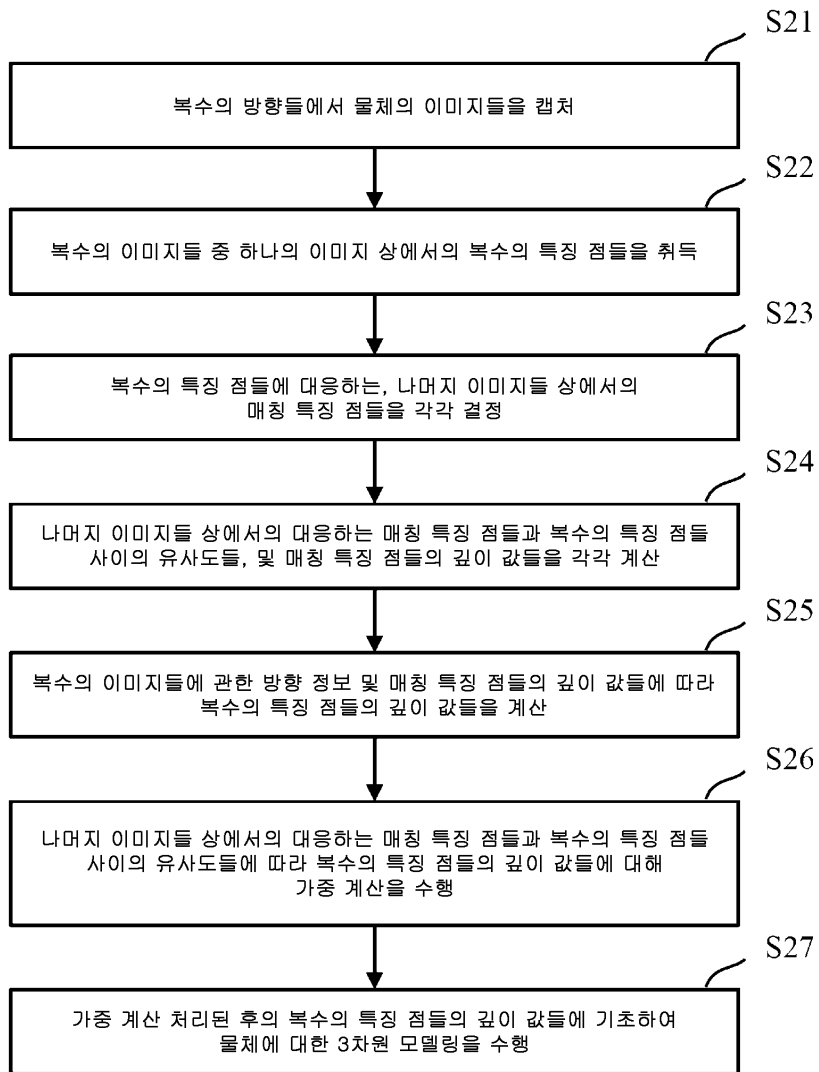 S21
복수의 방향들에서 물체의 이미지들을 캡처
S22
복수의 이미지들 중 하나의 이미지 상에서의 복수의 특징 점들을 취득
S23
복수의 특징 점들에 대응하는, 나머지 이미지들 상에서의
매칭 특징 점들을 각각 결정
S24
나머지 이미지들 상에서의 대응하는 매칭 특징 점들과 복수의 특징 점들
사이의 유사도들, 및 매칭 특징 점들의 깊이 값들을 각각 계산
S25
복수의 이미지들에 관한 방향 정보 및 매칭 특징 점들의 깊이 값들에 따라
복수의 특징 점들의 깊이 값들을 계산
S26
나머지 이미지들 상에서의 대응하는 매칭 특징 점들과 복수의 특징 점들
사이의 유사도들에 따라 복수의 특징 점들의 깊이 값들에 대해
가중 계산을 수행
S27
가중 계산 처리된 후의 복수의 특징 점들의 깊이 값들에 기초하여
물체에 대한 3차원 모델링을 수행